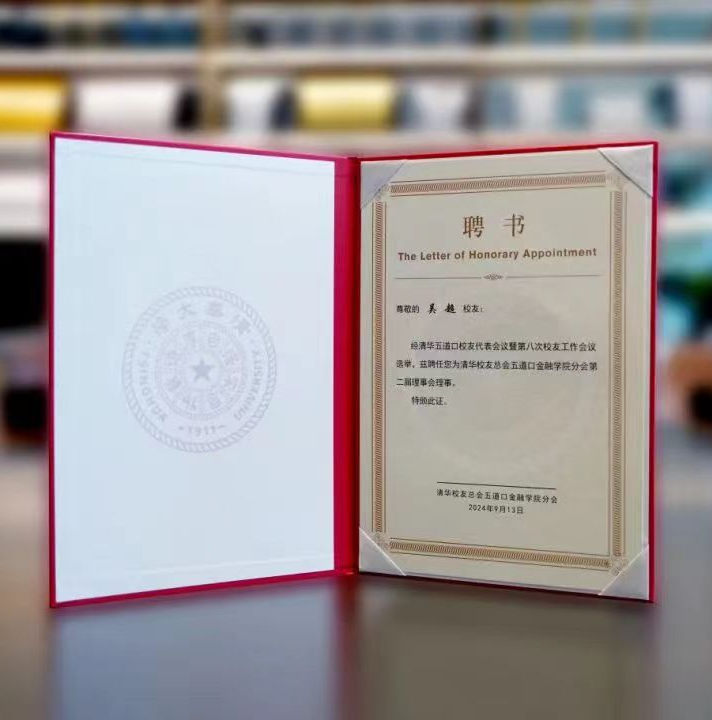 TSINGHUA UNIVERSITY
-1911-
聘书
The Letter of Honorary Appointment
尊敬的 吴超 校友：
经清华五道口校友代表会议暨第八次校友工作会议
选举，兹聘任您为清华校友总会五道口金融学院分会第
二届理事会理事。
特颁此证。
清华校友总会五道口金融学院分会
2024年9月13日